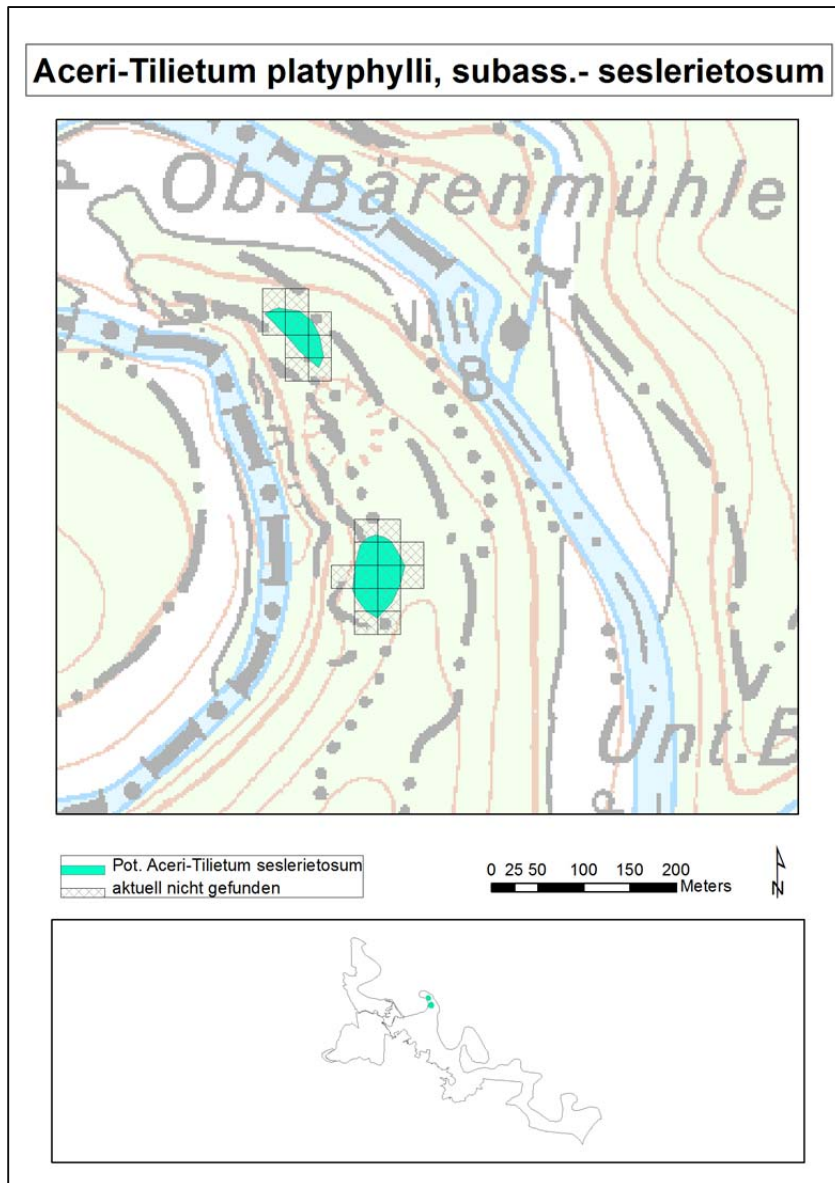 Aceri-Tilietum platyphylli, subass.- seslerietosum
Ob. Bärenmühle
8
Unt. B
Pot. Aceri-Tilietum seslerietosum
aktuell nicht gefunden
0 25 50 100 150 200
Meters
N